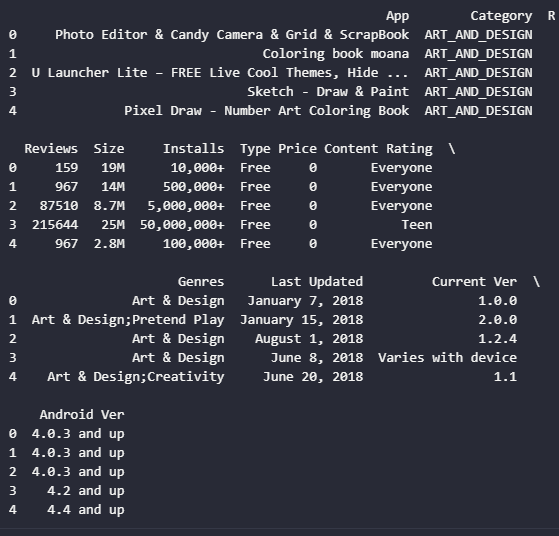 App Category R
0 Photo Editor & Candy Camera & Grid & ScrapBook ART_AND_DESIGN
1 Coloring book moana ART_AND_DESIGN
2 U Launcher Lite – FREE Live Cool Themes, Hide ... ART_AND_DESIGN
3 Sketch - Draw & Paint ART_AND_DESIGN
4 Pixel Draw - Number Art Coloring Book ART_AND_DESIGN
Reviews Size Installs Type Price Content Rating \
0 159 19M 10,000+ Free 0 Everyone
1 967 14M 500,000+ Free 0 Everyone
2 87510 8.7M 5,000,000+ Free 0 Everyone
3 215644 25M 50,000,000+ Free 0 Teen
4 967 2.8M 100,000+ Free 0 Everyone
Genres Last Updated Current Ver \
0 Art & Design January 7, 2018 1.0.0
1 Art & Design;Pretend Play January 15, 2018 2.0.0
2 Art & Design August 1, 2018 1.2.4
3 Art & Design June 8, 2018 Varies with device
4 Art & Design;Creativity June 20, 2018 1.1
Android Ver
0 4.0.3 and up
1 4.0.3 and up
2 4.0.3 and up
3 4.2 and up
4 4.4 and up